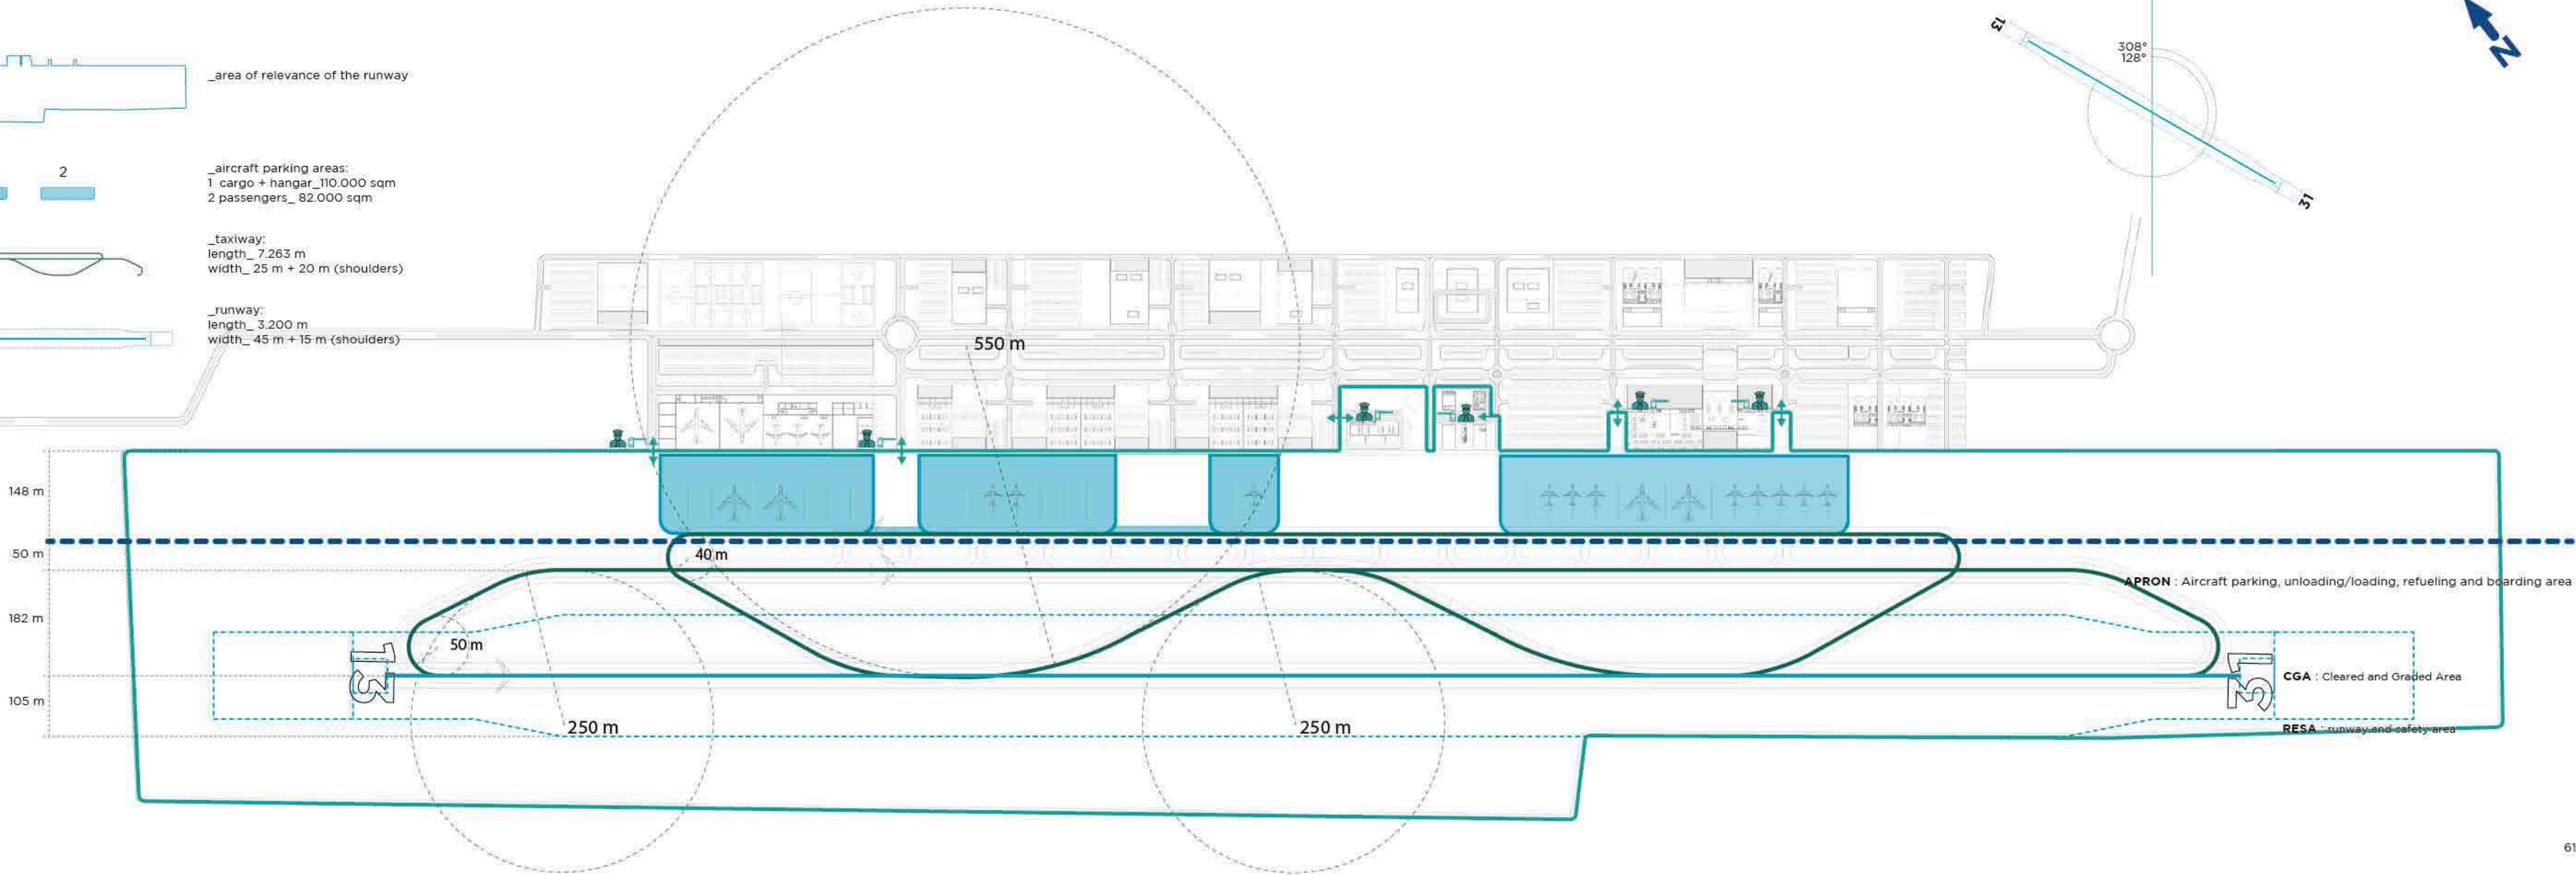 _area of relevance of the runway
2
_aircraft parking areas:
1 cargo + hangar_110.000 sqm
2 passengers_ 82.000 sqm
_taxiway:
length_ 7.263 m
width_ 25 m + 20 m (shoulders)
_runway:
length_ 3.200 m
width_ 45 m + 15 m (shoulders)
13
308°
128°
31
N
550 m
148 m
50 m
40 m
APRON : Aircraft parking, unloading/loading, refueling and boarding area
182 m
50 m
13
13
CGA : Cleared and Graded Area
105 m
250 m
250 m
RESA : runway end safety area
61